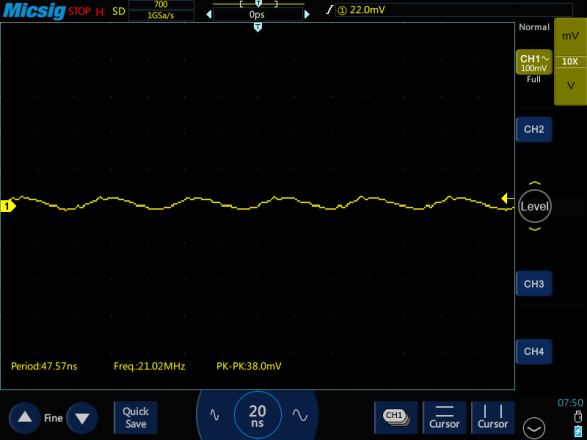 Micsig STOP H SD 700 1GSa/s 0ps T 1 22.0mV
Normal
mV
CH1 100mV 10X
Full
V
CH2
1
Level
CH3
CH4
Period:47.57ns Freq.:21.02MHz PK-PK:38.0mV
07:50
Fine Quick Save 20 ns CH1 Cursor Cursor